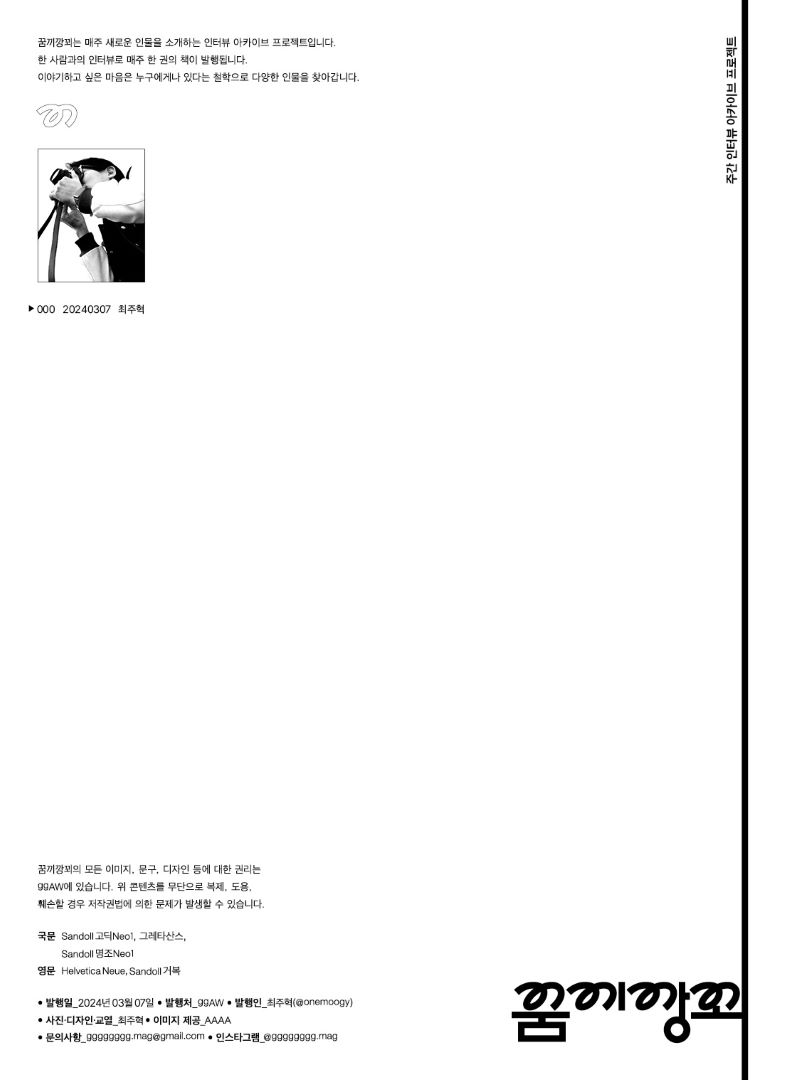 꿈끼깡꾀는 매주 새로운 인물을 소개하는 인터뷰 아카이브 프로젝트입니다.
한 사람과의 인터뷰로 매주 한 권의 책이 발행됩니다.
이야기하고 싶은 마음은 누구에게나 있다는 철학으로 다양한 인물을 찾아갑니다.
▶ 000 20240307 최주혁
주간 인터뷰 아카이브 프로젝트
꿈끼깡꾀의 모든 이미지, 문구, 디자인 등에 대한 권리는
ggAW에 있습니다. 위 콘텐츠를 무단으로 복제, 도용,
훼손할 경우 저작권법에 의한 문제가 발생할 수 있습니다.
국문 Sandoll 고딕Neo1, 그레타산스,
Sandoll 명조Neo1
영문 Helvetica Neue, Sandoll 거복
• 발행일_2024년 03월 07일 • 발행처_ggAW • 발행인_최주혁(@onemoogy)
• 사진·디자인·교열_최주혁 • 이미지 제공_AAAA
• 문의사항_gggggggg.mag@gmail.com • 인스타그램_@gggggggg.mag
꿈끼깡꾀